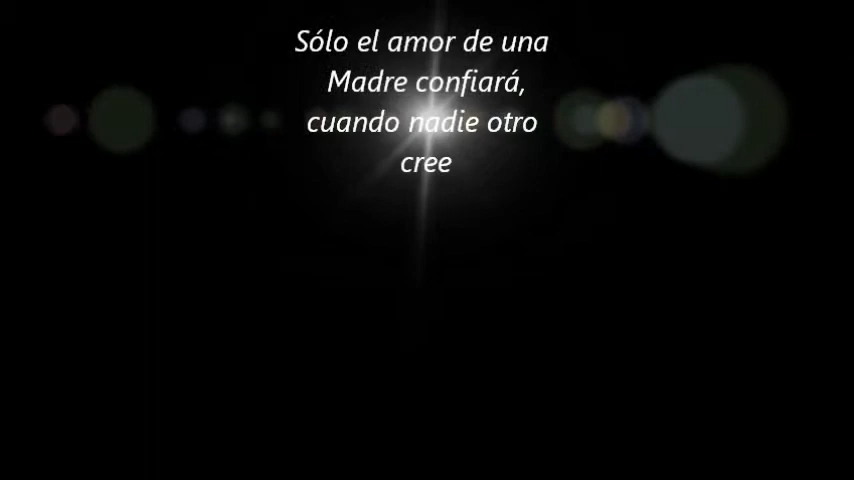 Sólo el amor de una
Madre confiará,
cuando nadie otro
cree